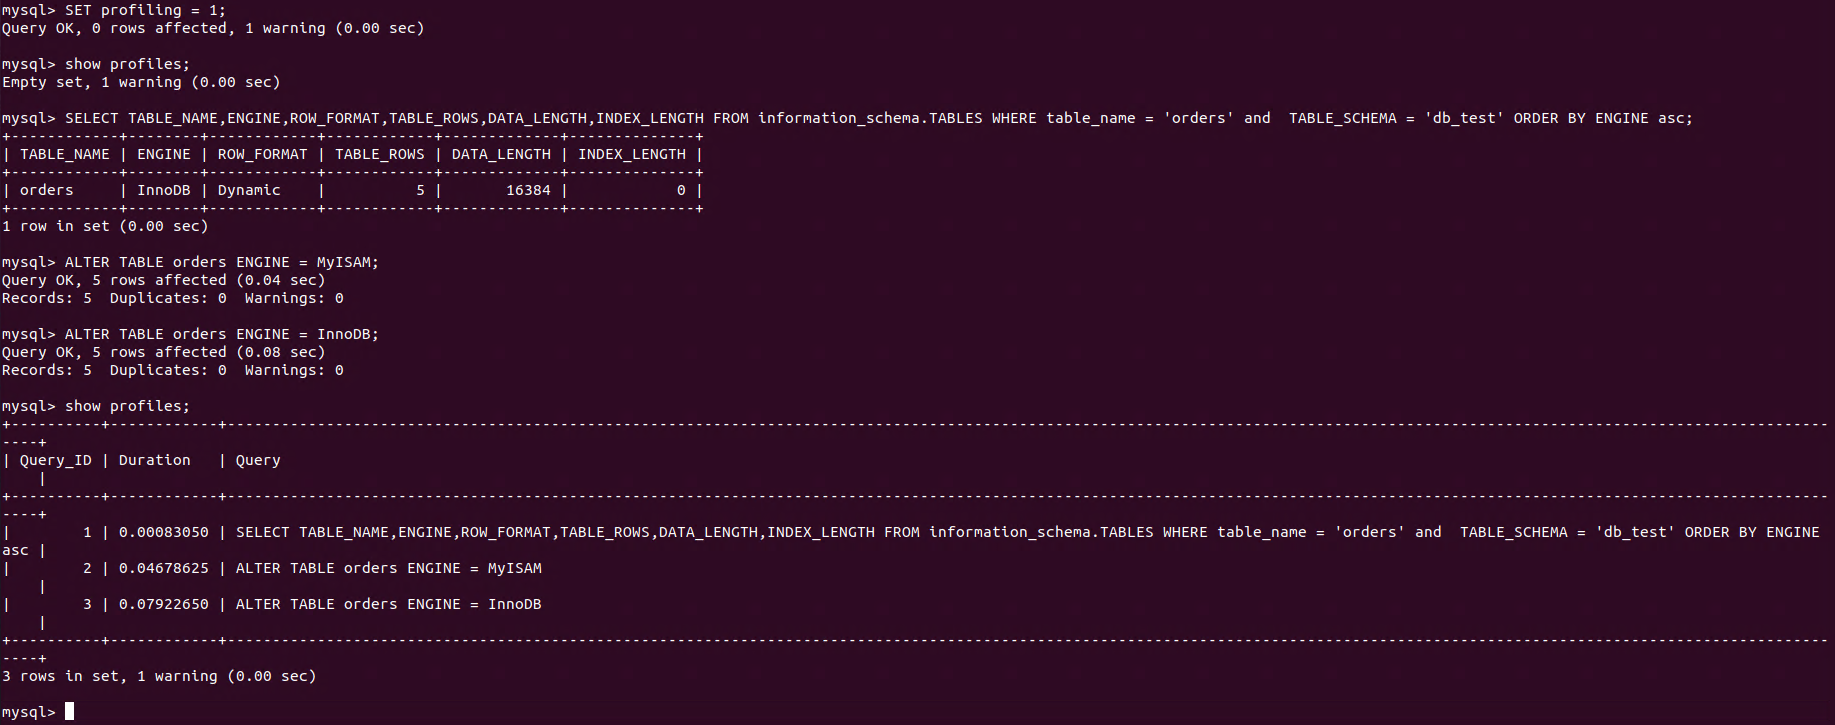 mysql> SET profiling = 1;
Query OK, 0 rows affected, 1 warning (0.00 sec)
mysql> show profiles;
Empty set, 1 warning (0.00 sec)
mysql> SELECT TABLE_NAME,ENGINE,ROW_FORMAT,TABLE_ROWS,DATA_LENGTH,INDEX_LENGTH FROM information_schema.TABLES WHERE table_name = 'orders' and  TABLE_SCHEMA = 'db_test' ORDER BY ENGINE asc;
+------------+--------+------------+------------+-------------+--------------+
| TABLE_NAME | ENGINE | ROW_FORMAT | TABLE_ROWS | DATA_LENGTH | INDEX_LENGTH |
+------------+--------+------------+------------+-------------+--------------+
| orders     | InnoDB | Dynamic    |          5 |       16384 |            0 |
+------------+--------+------------+------------+-------------+--------------+
1 row in set (0.00 sec)
mysql> ALTER TABLE orders ENGINE = MyISAM;
Query OK, 5 rows affected (0.04 sec)
Records: 5  Duplicates: 0  Warnings: 0
mysql> ALTER TABLE orders ENGINE = InnoDB;
Query OK, 5 rows affected (0.08 sec)
Records: 5  Duplicates: 0  Warnings: 0
mysql> show profiles;
+----------+------------+----------------------------------------------------------------------------------------------------------------------------------------------------------------------------------
----+
| Query_ID | Duration   | Query
    |
+----------+------------+----------------------------------------------------------------------------------------------------------------------------------------------------------------------------------
----+
|        1 | 0.00083050 | SELECT TABLE_NAME,ENGINE,ROW_FORMAT,TABLE_ROWS,DATA_LENGTH,INDEX_LENGTH FROM information_schema.TABLES WHERE table_name = 'orders' and  TABLE_SCHEMA = 'db_test' ORDER BY ENGINE
asc |
|        2 | 0.04678625 | ALTER TABLE orders ENGINE = MyISAM
    |
|        3 | 0.07922650 | ALTER TABLE orders ENGINE = InnoDB
    |
+----------+------------+----------------------------------------------------------------------------------------------------------------------------------------------------------------------------------
----+
3 rows in set, 1 warning (0.00 sec)
mysql>